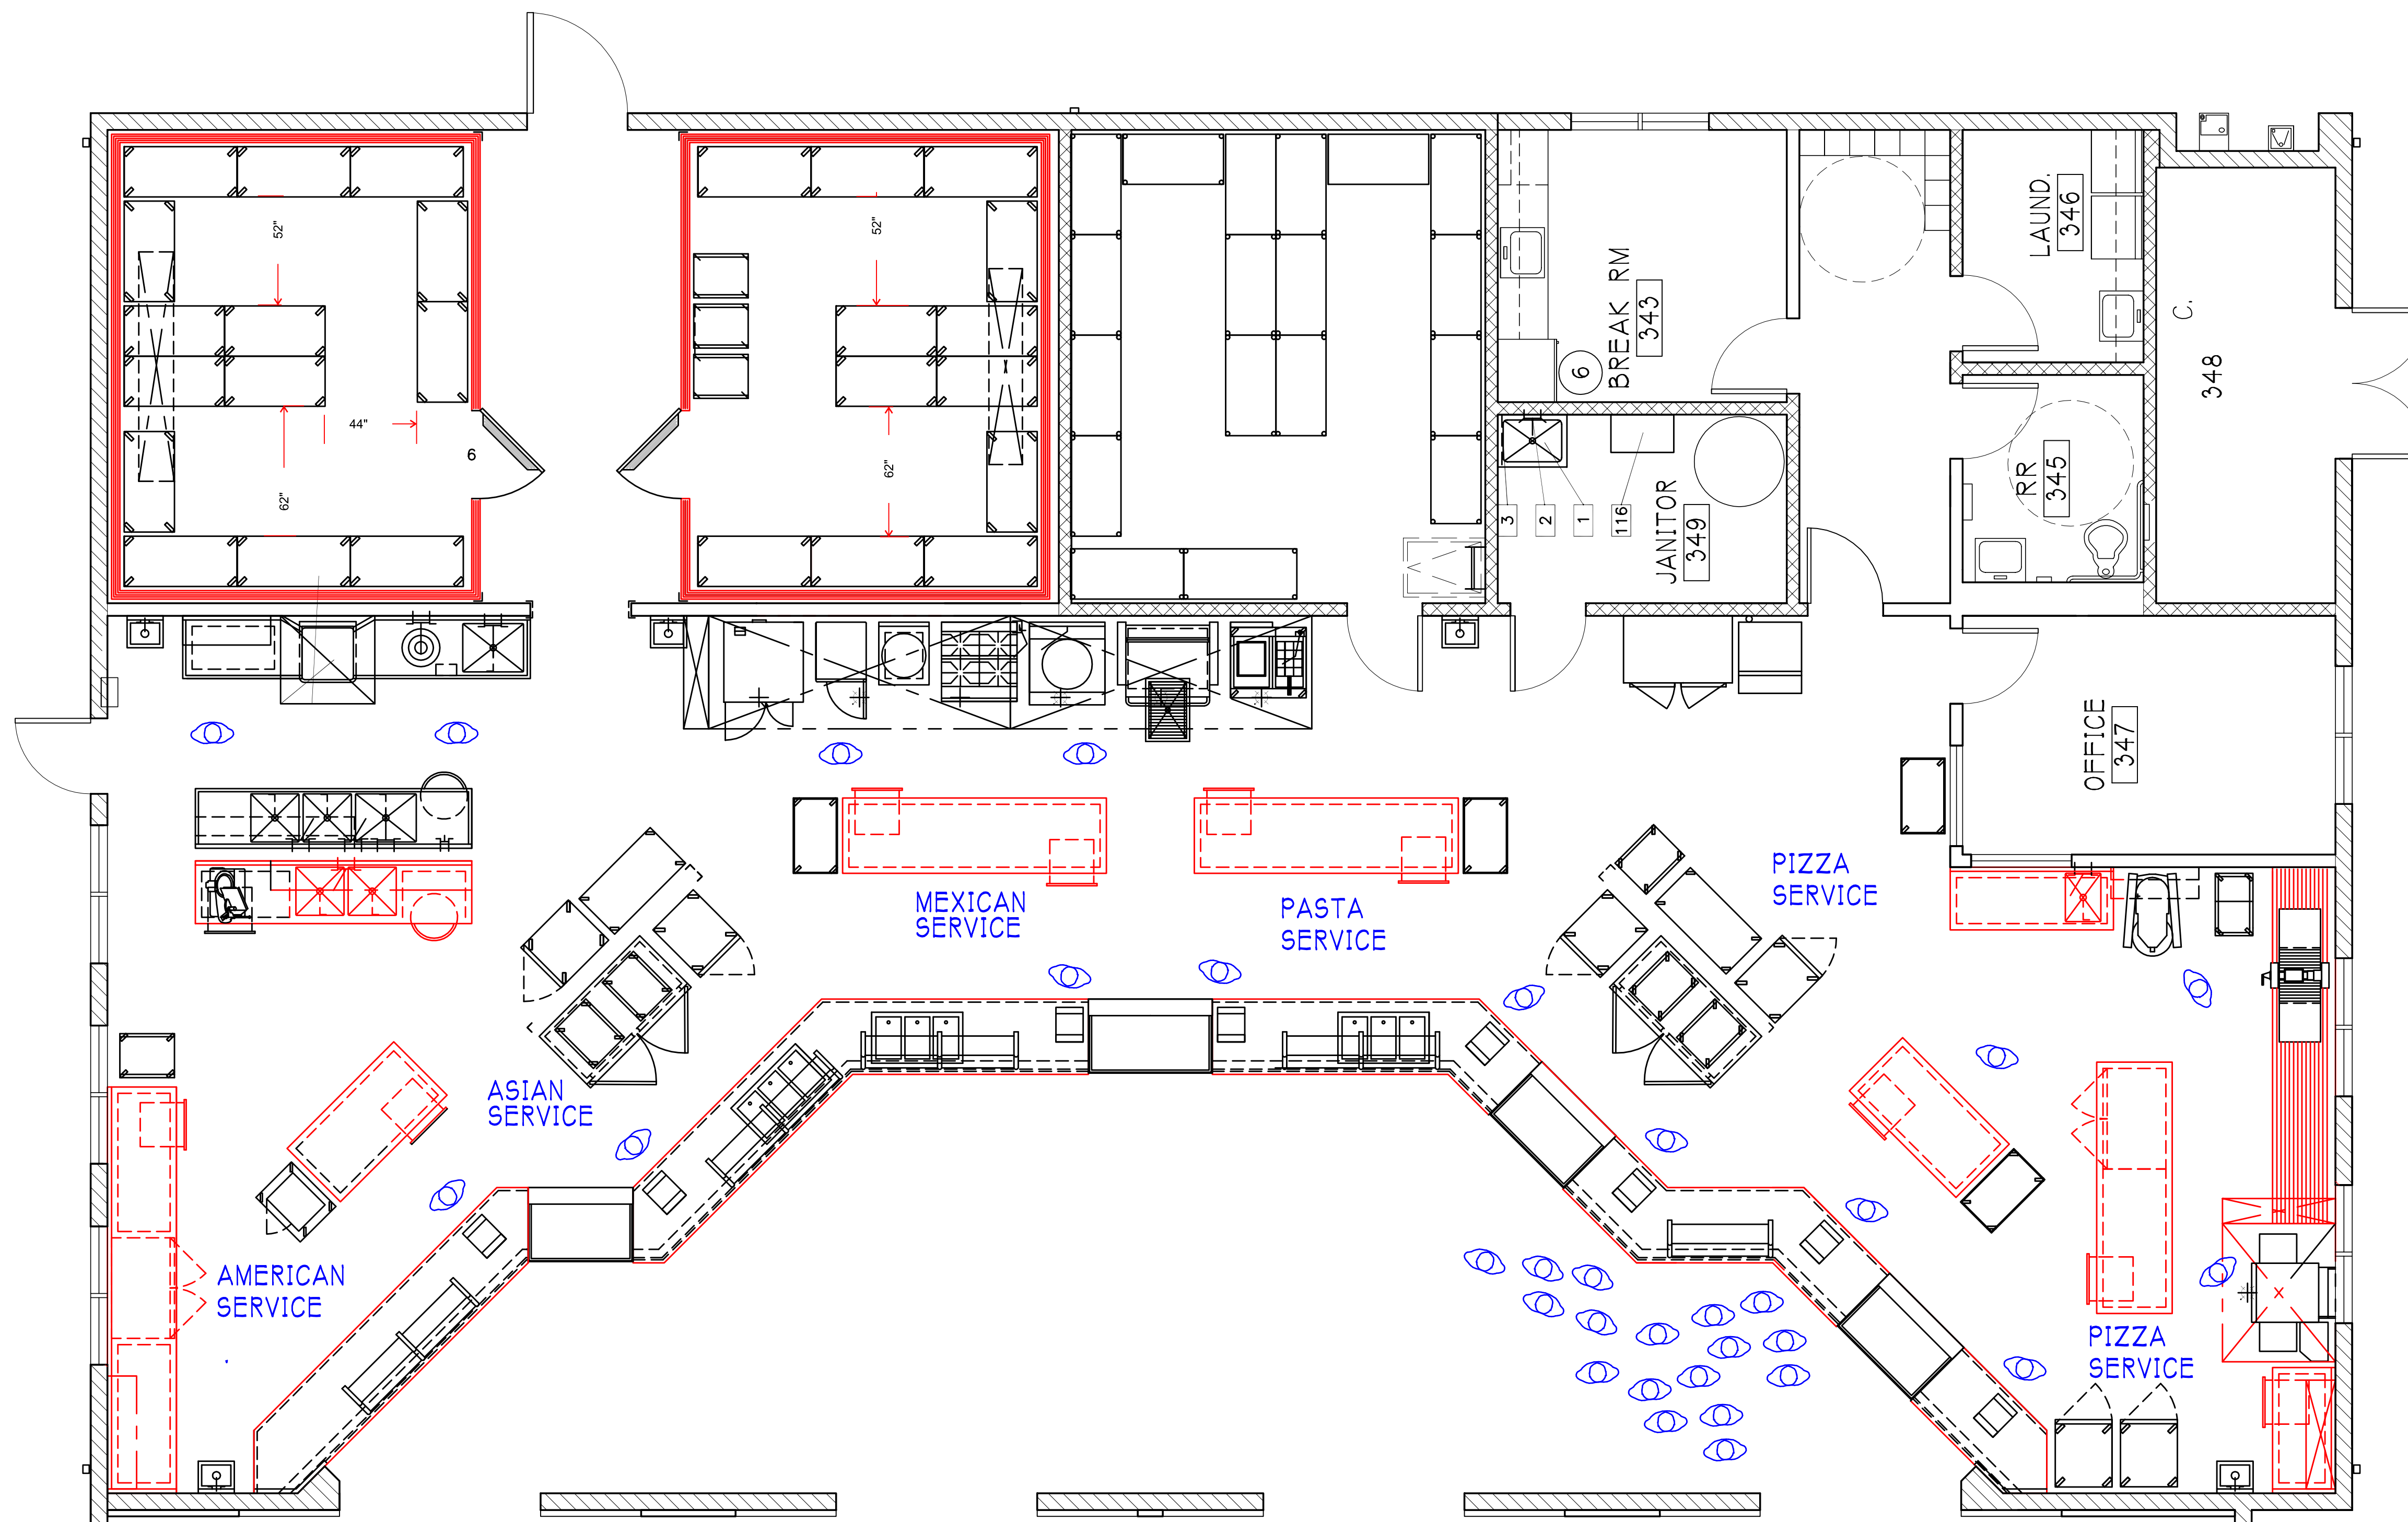 52"
52"
44"
6
62"
62"
BREAK RM
343
6
LAUND.
346
C.
348
RR
345
JANITOR
349
3
2
1
116
OFFICE
347
MEXICAN
SERVICE
PASTA
SERVICE
PIZZA
SERVICE
ASIAN
SERVICE
AMERICAN
SERVICE
PIZZA
SERVICE